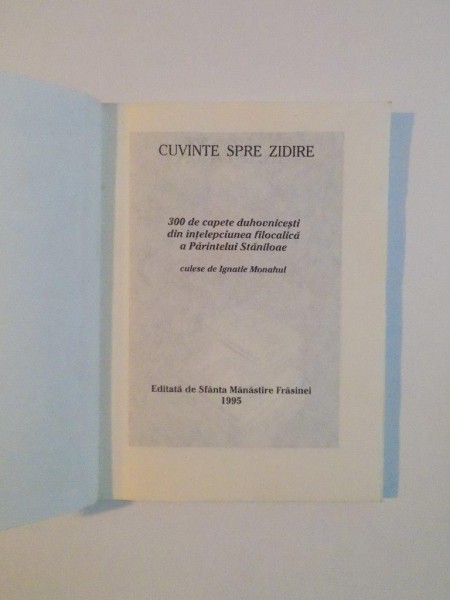 CUVINTE SPRE ZIDIRE
300 de capete duhovnicești
din înțelepciunea filocalică
a Părintelui Stăniloae
culese de Ignatie Monahul
Editată de Sfânta Mănăstire Frăsinei
1995